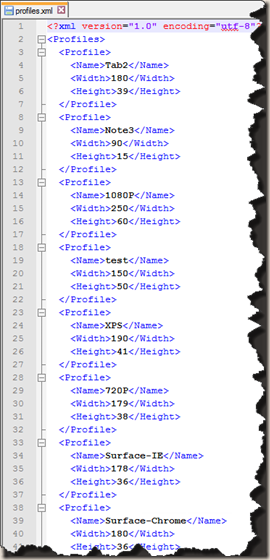 profiles.xml
1 <?xml version="1.0" encoding="utf-8"?
2 <Profiles>
3 <Profile>
4 <Name>Tab2</Name>
5 <Width>180</Width>
6 <Height>39</Height>
7 </Profile>
8 <Profile>
9 <Name>Note3</Name>
10 <Width>90</Width>
11 <Height>15</Height>
12 </Profile>
13 <Profile>
14 <Name>1080P</Name>
15 <Width>250</Width>
16 <Height>60</Height>
17 </Profile>
18 <Profile>
19 <Name>test</Name>
20 <Width>150</Width>
21 <Height>50</Height>
22 </Profile>
23 <Profile>
24 <Name>XPS</Name>
25 <Width>190</Width>
26 <Height>41</Height>
27 </Profile>
28 <Profile>
29 <Name>720P</Name>
30 <Width>179</Width>
31 <Height>38</Height>
32 </Profile>
33 <Profile>
34 <Name>Surface-IE</Name>
35 <Width>178</Width>
36 <Height>36</Height>
37 </Profile>
38 <Profile>
39 <Name>Surface-Chrome</Name>
40 <Width>180</Width>
<Height>36</Height>